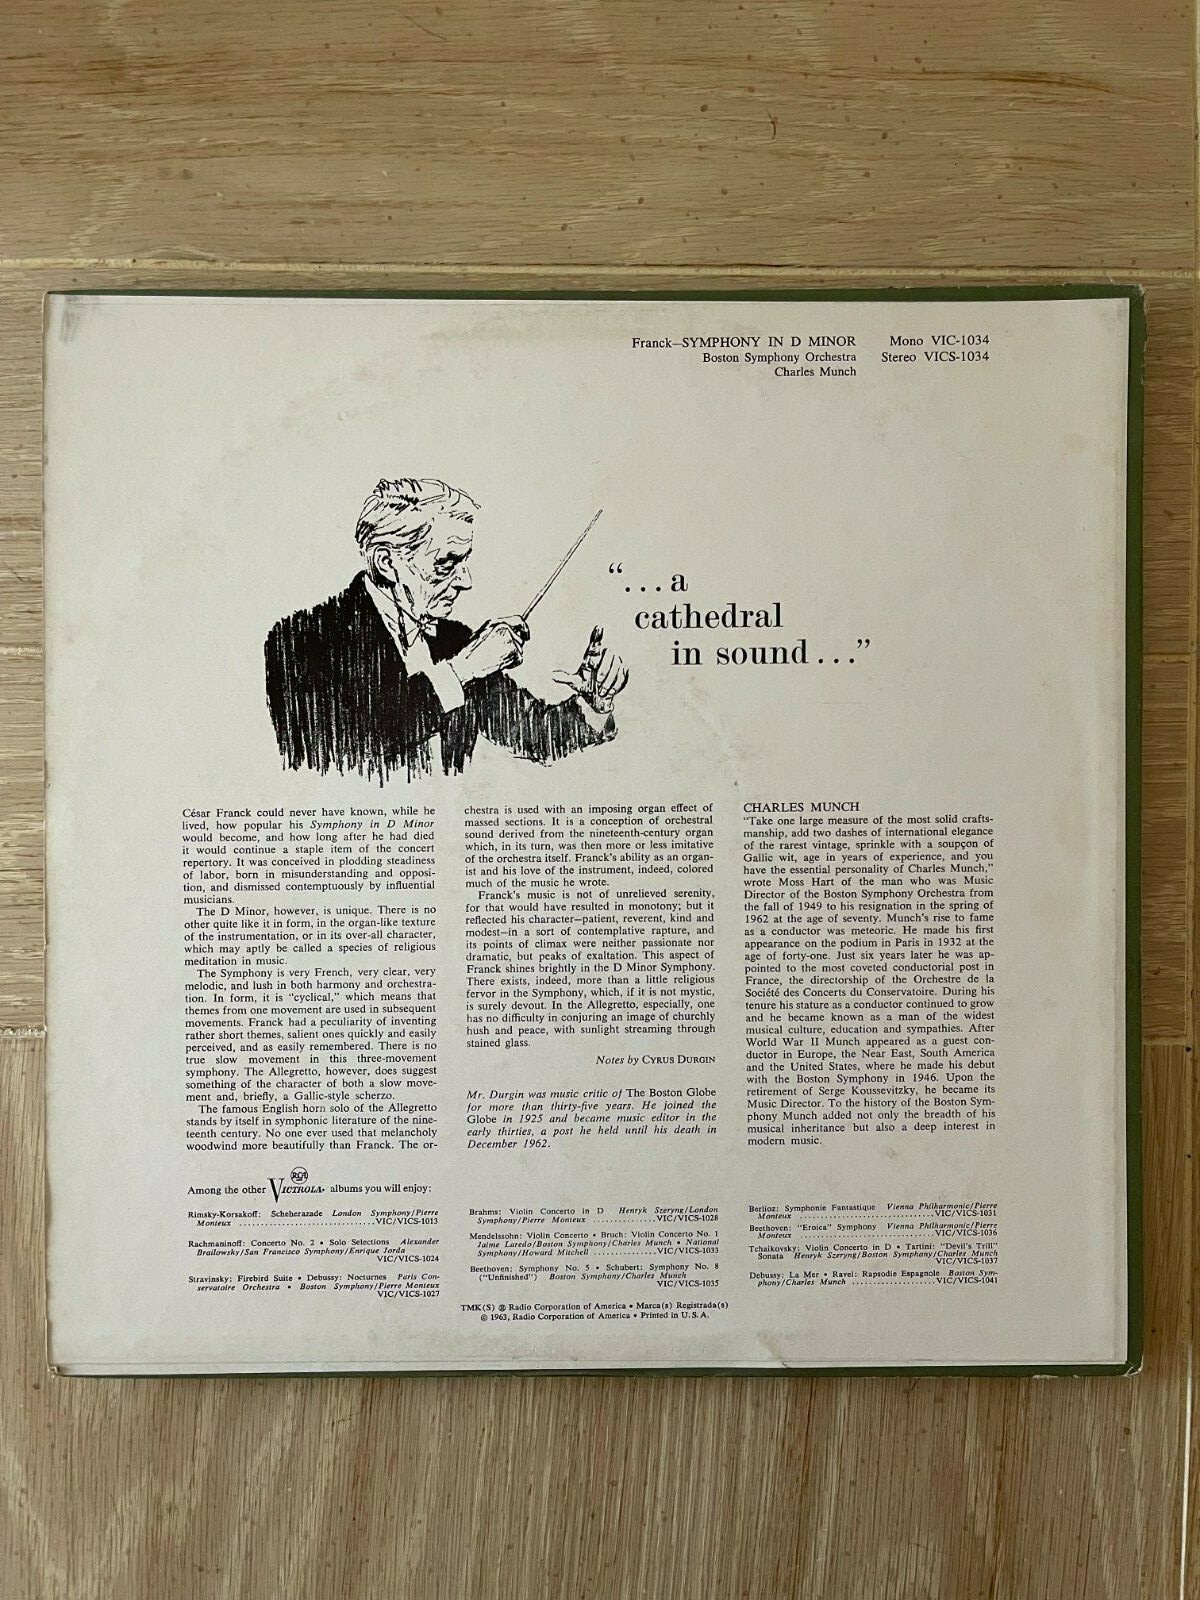 Franck—SYMPHONY IN D MINOR
Boston Symphony Orchestra
Charles Munch
Mono VIC-1034
Stereo VICS-1034
“...a
cathedral
in sound...”
César Franck could never have known, while he
lived, how popular his Symphony in D Minor
would become, and how long after he had died
it would continue a staple item of the concert
repertory. It was conceived in plodding steadiness
of labor, born in misunderstanding and opposi-
tion, and dismissed contemptuously by influential
musicians.
The D Minor, however, is unique. There is no
other quite like it in form, in the organ-like texture
of the instrumentation, or in its over-all character,
which may aptly be called a species of religious
meditation in music.
The Symphony is very French, very clear, very
melodic, and lush in both harmony and orchestra-
tion. In form, it is “cyclical,” which means that
themes from one movement are used in subsequent
movements. Franck had a peculiarity of inventing
rather short themes, salient ones quickly and easily
perceived, and as easily remembered. There is no
true slow movement in this three-movement
symphony. The Allegretto, however, does suggest
something of the character of both a slow move-
ment and, briefly, a Gallic-style scherzo.
The famous English horn solo of the Allegretto
stands by itself in symphonic literature of the nine-
teenth century. No one ever used that melancholy
woodwind more beautifully than Franck. The or-
chestra is used with an imposing organ effect of
massed sections. It is a conception of orchestral
sound derived from the nineteenth-century organ
which, in its turn, was then more or less imitative
of the orchestra itself. Franck’s ability as an organ-
ist and his love of the instrument, indeed, colored
much of the music he wrote.
Franck’s music is not of unrelieved serenity,
for that would have resulted in monotony; but it
reflected his character—patient, reverent, kind and
modest—in a sort of contemplative rapture, and
its points of climax were neither passionate nor
dramatic, but peaks of exaltation. This aspect of
Franck shines brightly in the D Minor Symphony.
There exists, indeed, more than a little religious
fervor in the Symphony, which, if it is not mystic,
is surely devout. In the Allegretto, especially, one
has no difficulty in conjuring an image of churchly
hush and peace, with sunlight streaming through
stained glass.
Notes by CYRUS DURGIN
Mr. Durgin was music critic of The Boston Globe
for more than thirty-five years. He joined the
Globe in 1925 and became music editor in the
early thirties, a post he held until his death in
December 1962.
CHARLES MUNCH
“Take one large measure of the most solid crafts-
manship, add two dashes of international elegance
of the rarest vintage, sprinkle with a soupçon of
Gallic wit, age in years of experience, and you
have the essential personality of Charles Munch,”
wrote Moss Hart of the man who was Music
Director of the Boston Symphony Orchestra from
the fall of 1949 to his resignation in the spring of
1962 at the age of seventy. Munch’s rise to fame
as a conductor was meteoric. He made his first
appearance on the podium in Paris in 1932 at the
age of forty-one. Just six years later he was ap-
pointed to the most coveted conductorial post in
France, the directorship of the Orchestre de la
Société des Concerts du Conservatoire. During his
tenure his stature as a conductor continued to grow
and he became known as a man of the widest
musical culture, education and sympathies. After
World War II Munch appeared as a guest con-
ductor in Europe, the Near East, South America
and the United States, where he made his debut
with the Boston Symphony in 1946. Upon the
retirement of Serge Koussevitzky, he became its
Music Director. To the history of the Boston Sym-
phony Munch added not only the breadth of his
musical inheritance but also a deep interest in
modern music.
RCA
Among the other VICTROLA® albums you will enjoy:
Rimsky-Korsakoff: Scheherazade London Symphony/Pierre
Monteux ..............................VIC/VICS-1013
Rachmaninoff: Concerto No. 2 • Solo Selections Alexander
Brailowsky/San Francisco Symphony/Enrique Jorda
VIC/VICS-1024
Stravinsky: Firebird Suite • Debussy: Nocturnes Paris Con-
servatoire Orchestra • Boston Symphony/Pierre Monteux
VIC/VICS-1027
Brahms: Violin Concerto in D Henryk Szeryng/London
Symphony/Pierre Monteux ..............VIC/VICS-1028
Mendelssohn: Violin Concerto • Bruch: Violin Concerto No. 1
Jaime Laredo/Boston Symphony/Charles Munch • National
Symphony/Howard Mitchell ..............VIC/VICS-1033
Beethoven: Symphony No. 5 • Schubert: Symphony No. 8
(“Unfinished”) Boston Symphony/Charles Munch
VIC/VICS-1035
Berlioz: Symphonie Fantastique Vienna Philharmonic/Pierre
Monteux ..............................VIC/VICS-1031
Beethoven: “Eroica” Symphony Vienna Philharmonic/Pierre
Monteux ..............................VIC/VICS-1036
Tchaikovsky: Violin Concerto in D • Tartini: “Devil’s Trill”
Sonata Henryk Szeryng/Boston Symphony/Charles Munch
VIC/VICS-1037
Debussy: La Mer • Ravel: Rapsodie Espagnole Boston Sym-
phony/Charles Munch ....................VIC/VICS-1041
TMK(S) ® Radio Corporation of America • Marca(s) Registrada(s)
© 1963, Radio Corporation of America • Printed in U.S.A.